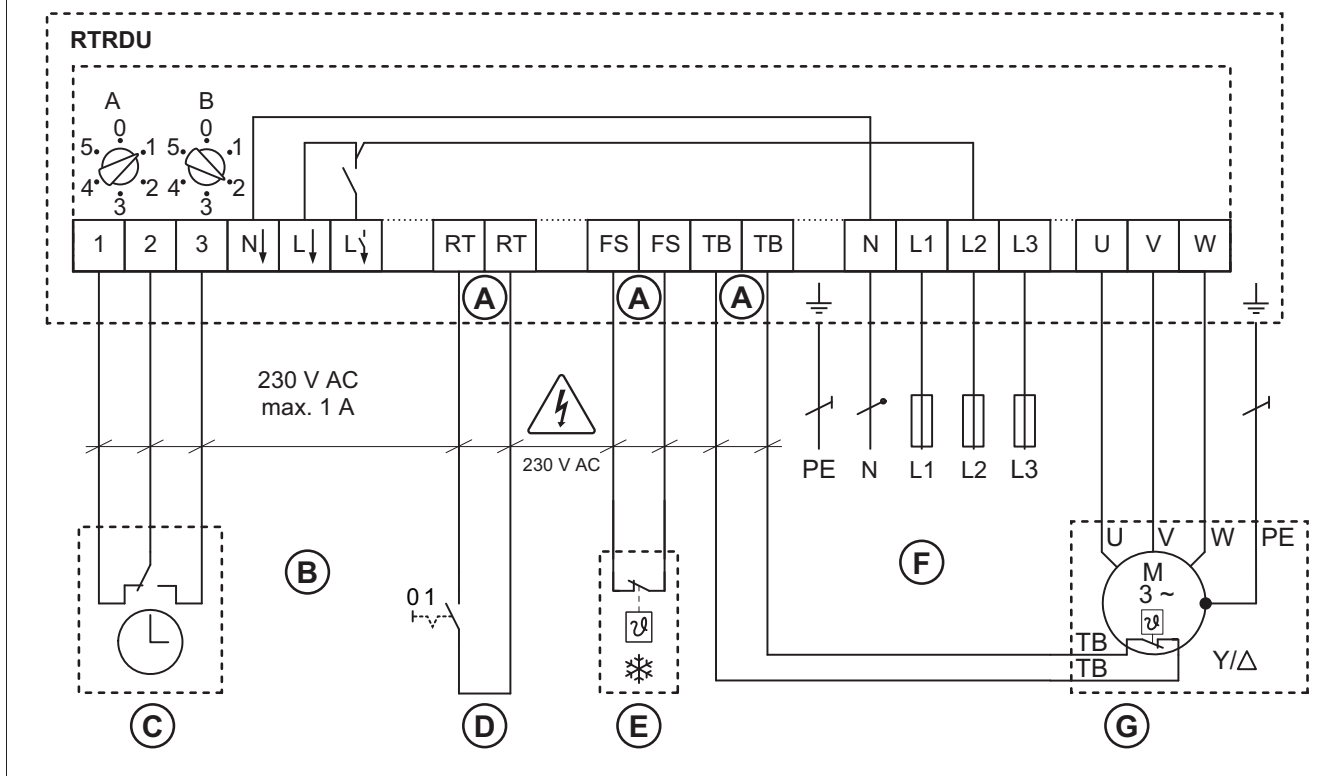 RTRDU
A B
0 0
5 1 5 1
4 2 4 2
3 3
1 2 3 N L L RT RT FS FS TB TB N L1 L2 L3 U V W
A A A
230 V AC
max. 1 A
230 V AC
PE N L1 L2 L3
U V W PE
M
3 ~
ϑ
B
F
0 1
ϑ
TB
TB
Y/△
C D E G